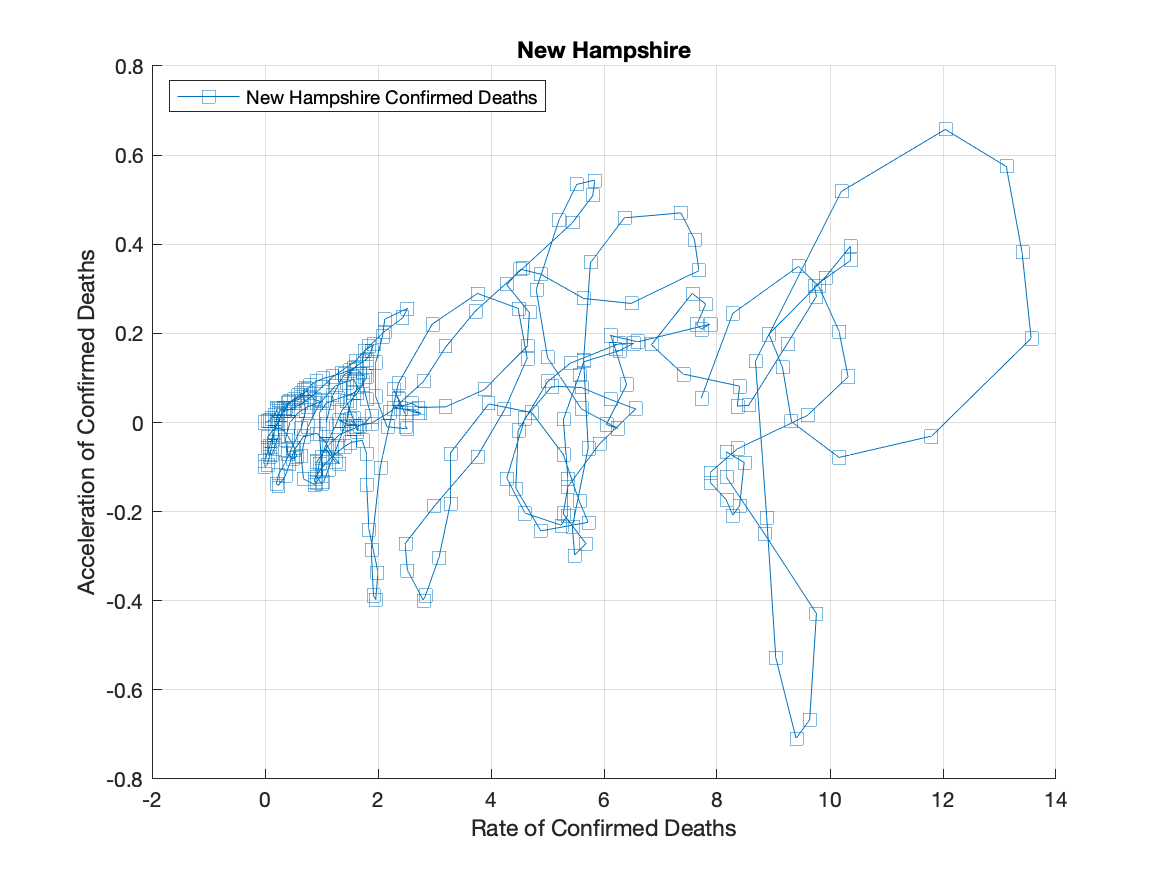 New Hampshire
0.8
New Hampshire Confirmed Deaths
0.6
0.4
0.2
0
-0.2
-0.4
-0.6
-0.8
Acceleration of Confirmed Deaths
-2 0 2 4 6 8 10 12 14
Rate of Confirmed Deaths